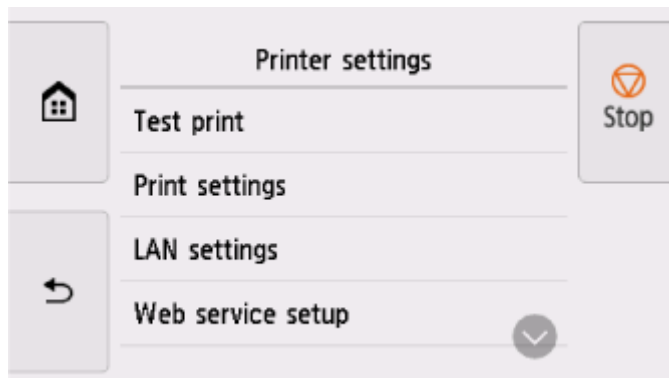 Printer settings
Stop
Test print
Print settings
LAN settings
Web service setup